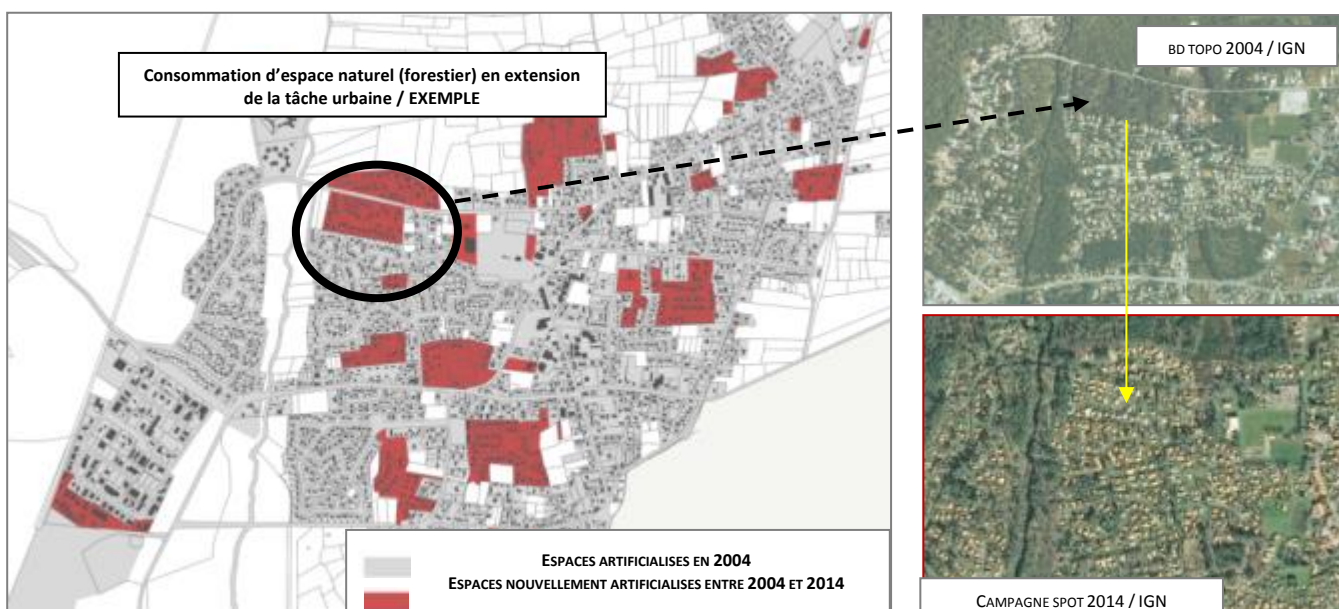 Consommation d'espace naturel (forestier) en extension
de la tâche urbaine / EXEMPLE
BD TOPO 2004 / IGN
ESPACES ARTIFICIALISES EN 2004
ESPACES NOUVELLEMENT ARTIFICIALISES ENTRE 2004 ET 2014
CAMPAGNE SPOT 2014 / IGN